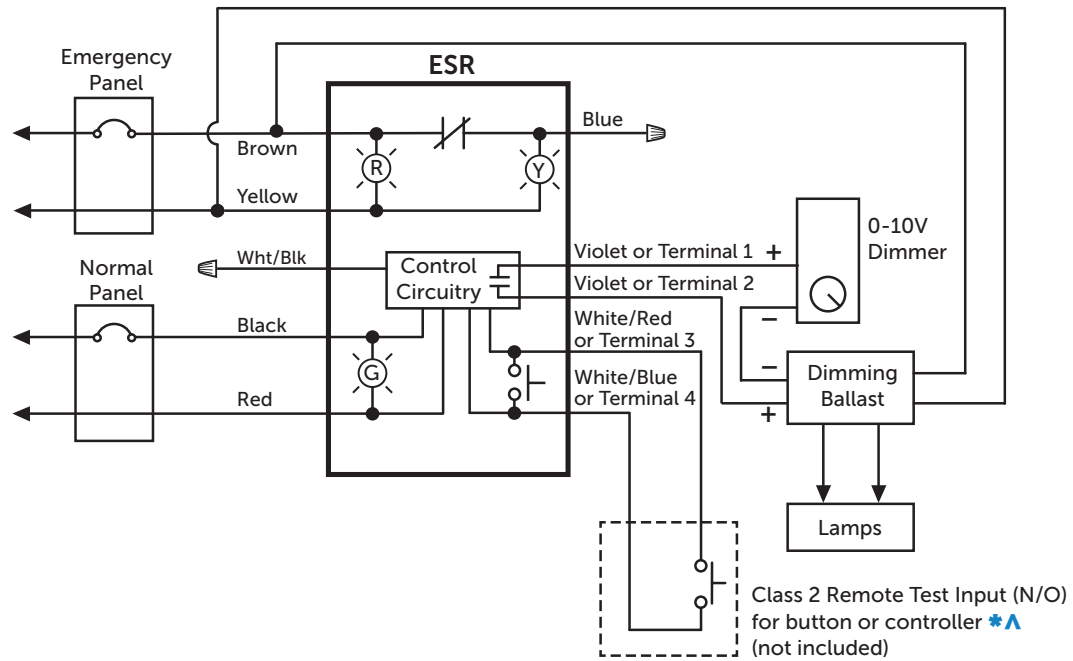 ESR
Emergency
Panel
Brown
Blue
R
Y
Yellow
0-10V
Dimmer
Violet or Terminal 1 +
Wht/Blk
Control
Circuitry
Normal
Panel
Violet or Terminal 2
–
White/Red
or Terminal 3
Black
G
White/Blue
or Terminal 4
–
Dimming
Ballast
+
Red
Lamps
Class 2 Remote Test Input (N/O)
for button or controller *Λ
(not included)